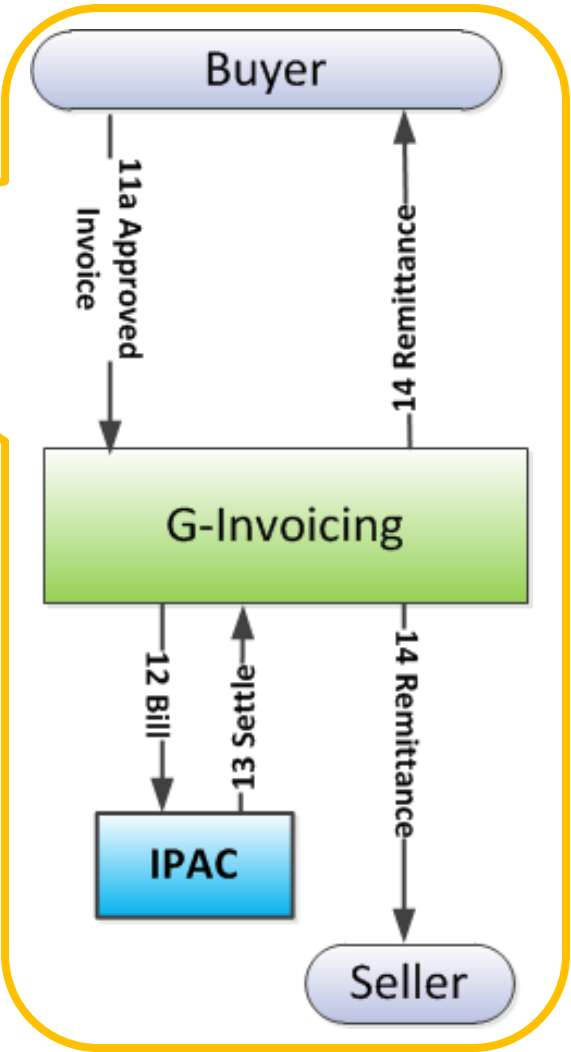 Buyer
11a Approved
Invoice
14 Remittance
G-Invoicing
12 Bill
13 Settle
14 Remittance
IPAC
Seller